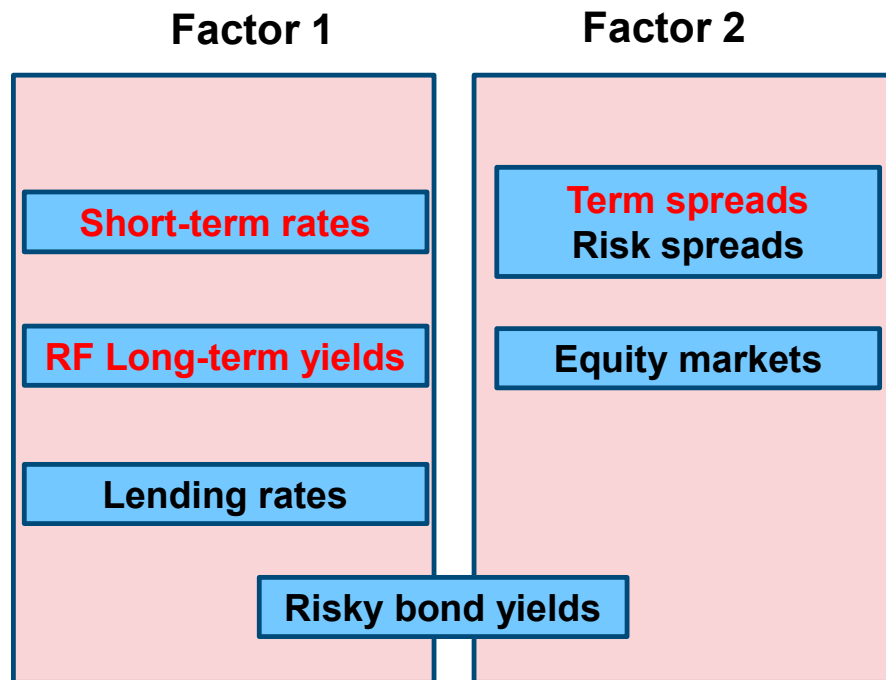 Factor 1
Factor 2
Short-term rates
RF Long-term yields
Lending rates
Term spreads
Risk spreads
Equity markets
Risky bond yields